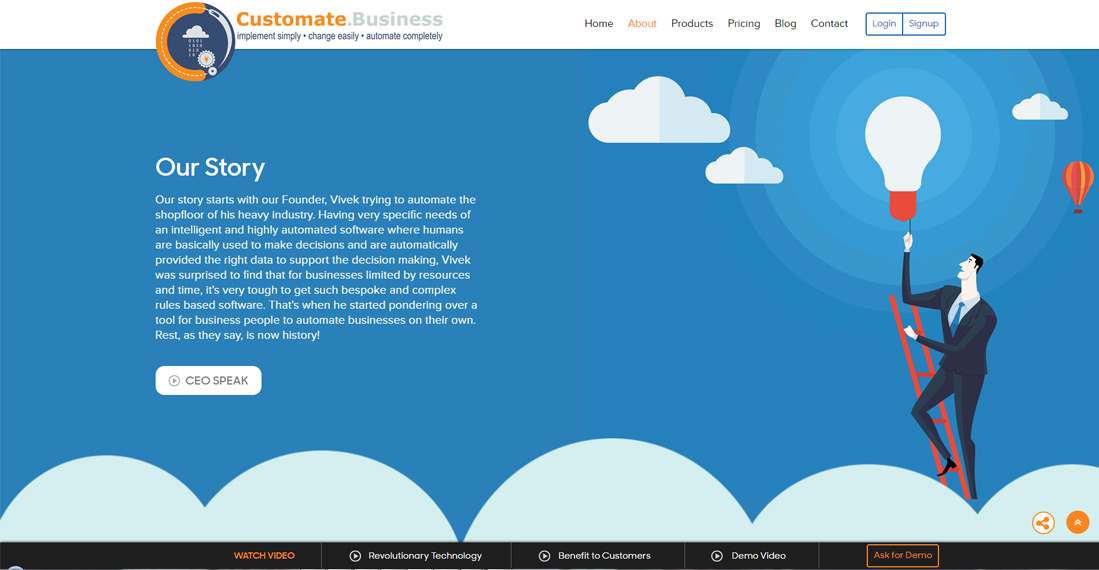 Customate.Business
implement simply • change easily • automate completely
Home About Products Pricing Blog Contact Login Signup
Our Story
Our story starts with our Founder, Vivek trying to automate the
shopfloor of his heavy industry. Having very specific needs of
an intelligent and highly automated software where humans
are basically used to make decisions and are automatically
provided the right data to support the decision making, Vivek
was surprised to find that for businesses limited by resources
and time, it's very tough to get such bespoke and complex
rules based software. That's when he started pondering over a
tool for business people to automate businesses on their own.
Rest, as they say, is now history!
CEO SPEAK
WATCH VIDEO Revolutionary Technology Benefit to Customers Demo Video Ask for Demo